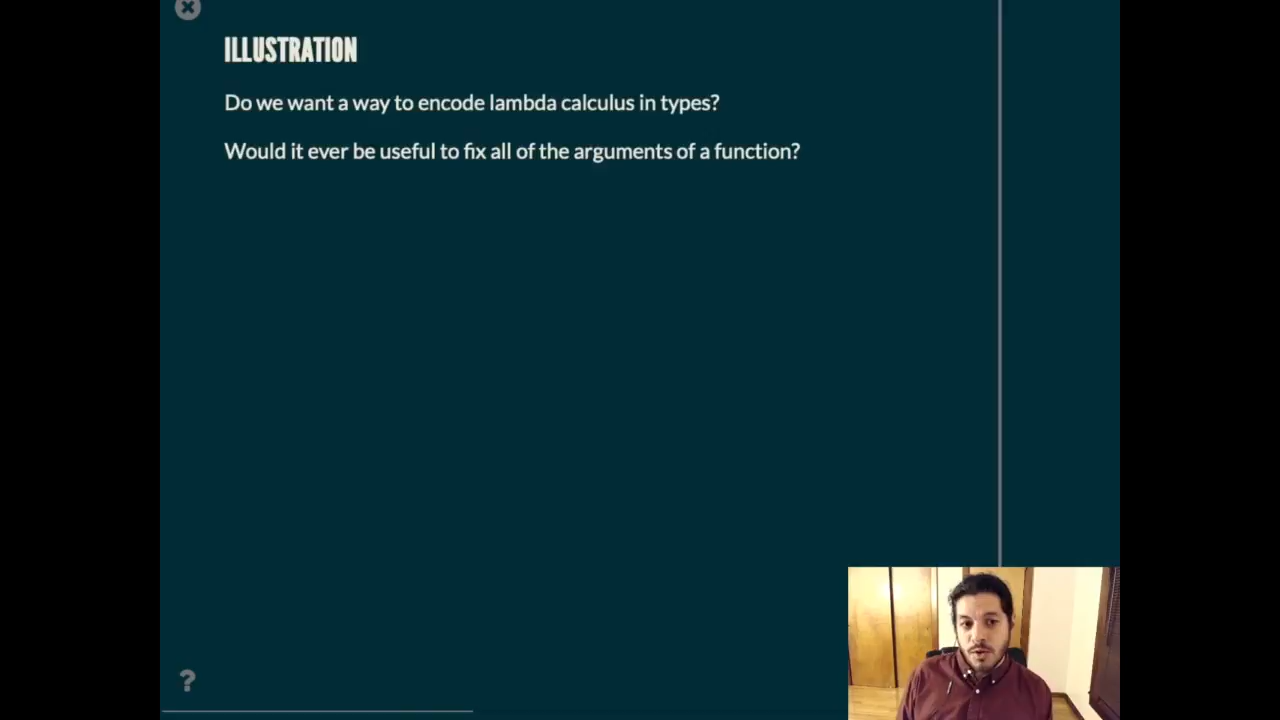 ILLUSTRATION
Do we want a way to encode lambda calculus in types?
Would it ever be useful to fix all of the arguments of a function?
?